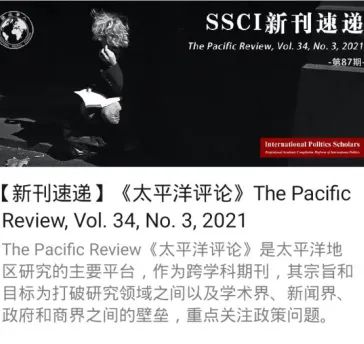 SSCI新刊速递
The Pacific Review, Vol. 34, No. 3, 2021
-第87期-
International Politics Scholars
【新刊速递】《太平洋评论》The Pacific
Review, Vol. 34, No. 3, 2021
The Pacific Review《太平洋评论》是太平洋地
区研究的主要平台，作为跨学科期刊，其宗旨和
目标为打破研究领域之间以及学术界、新闻界、
政府和商界之间的壁垒，重点关注政策问题。